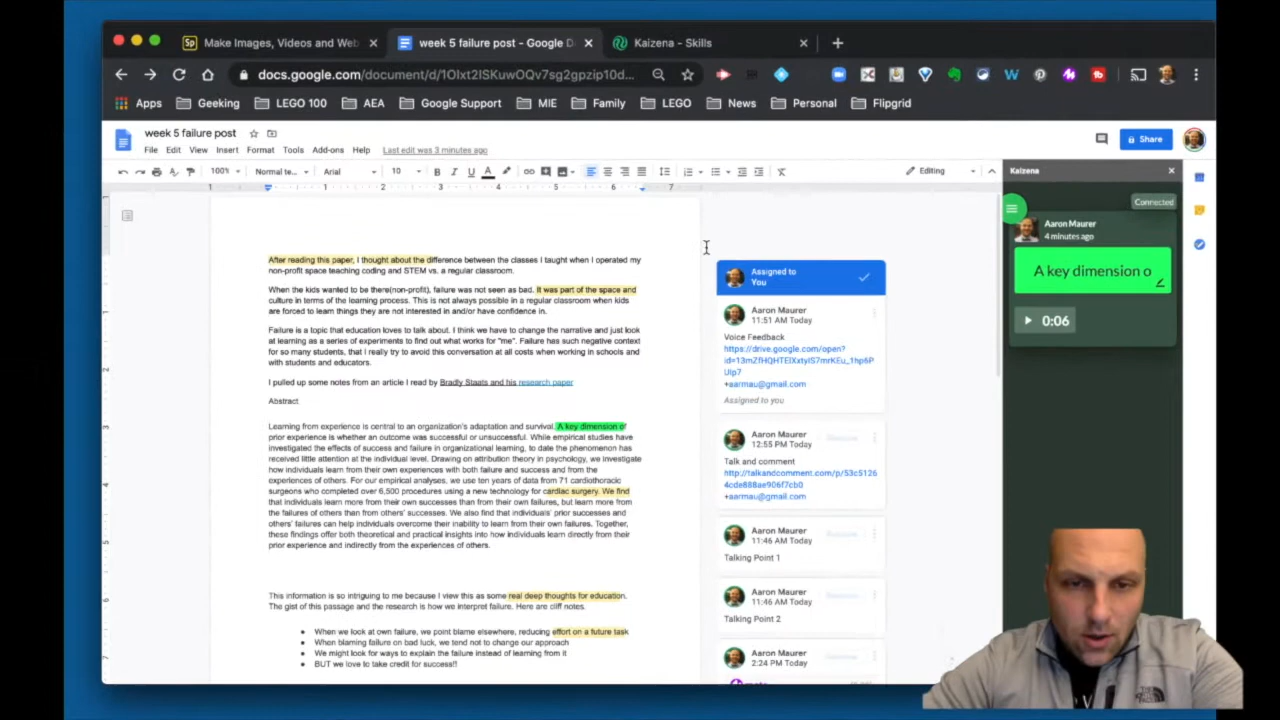 Make Images, Videos and Web
week 5 failure post - Google D
Kaizena - Skills
docs.google.com/document/d/1OIxt2ISKuwOQv7sg2gpzip10d...
Apps
Geeking
LEGO 100
AEA
Google Support
MIE
Family
LEGO
News
Personal
Flipgrid
week 5 failure post
Share
File Edit View Insert Format Tools Add-ons Help Last edit was 3 minutes ago
100% Normal te... Arial 10 Editing
Kaizena
Connected
Aaron Maurer
4 minutes ago
A key dimension o
0:06
After reading this paper, I thought about the difference between the classes I taught when I operated my
non-profit space teaching coding and STEM vs. a regular classroom.
When the kids wanted to be there(non-profit), failure was not seen as bad. It was part of the space and
culture in terms of the learning process. This is not always possible in a regular classroom when kids
are forced to learn things they are not interested in and/or have confidence in.
Failure is a topic that education loves to talk about. I think we have to change the narrative and just look
at learning as a series of experiments to find out what works for "me". Failure has such negative context
for so many students, that I really try to avoid this conversation at all costs when working in schools and
with students and educators.
I pulled up some notes from an article I read by Bradly Staats and his research paper
Abstract
Learning from experience is central to an organization's adaptation and survival. A key dimension of
prior experience is whether an outcome was successful or unsuccessful. While empirical studies have
investigated the effects of success and failure in organizational learning, to date the phenomenon has
received little attention at the individual level. Drawing on attribution theory in psychology, we investigate
how individuals learn from their own experiences with both failure and success and from the
experiences of others. For our empirical analyses, we use ten years of data from 71 cardiothoracic
surgeons who completed over 6,500 procedures using a new technology for cardiac surgery. We find
that individuals learn more from their own successes than from their own failures, but learn more from
the failures of others than from others' successes. We also find that individuals' prior successes and
others' failures can help individuals overcome their inability to learn from their own failures. Together,
these findings offer both theoretical and practical insights into how individuals learn directly from their
prior experience and indirectly from the experiences of others.
This information is so intriguing to me because I view this as some real deep thoughts for education.
The gist of this passage and the research is how we interpret failure. Here are cliff notes.
When we look at own failure, we point blame elsewhere, reducing effort on a future task
When blaming failure on bad luck, we tend not to change our approach
We might look for ways to explain the failure instead of learning from it
BUT we love to take credit for success!!
Assigned to
You
Aaron Maurer
11:51 AM Today
Voice Feedback
https://drive.google.com/open?
+aarmau@gmail.com
Assigned to you
Aaron Maurer
12:55 PM Today
Talk and comment
http://talkandcomment.com/p/53c5126
4cde888ae906f7cb0
+aarmau@gmail.com
Aaron Maurer
11:46 AM Today
Talking Point 1
Aaron Maurer
11:46 AM Today
Talking Point 2
Aaron Maurer
2:24 PM Today